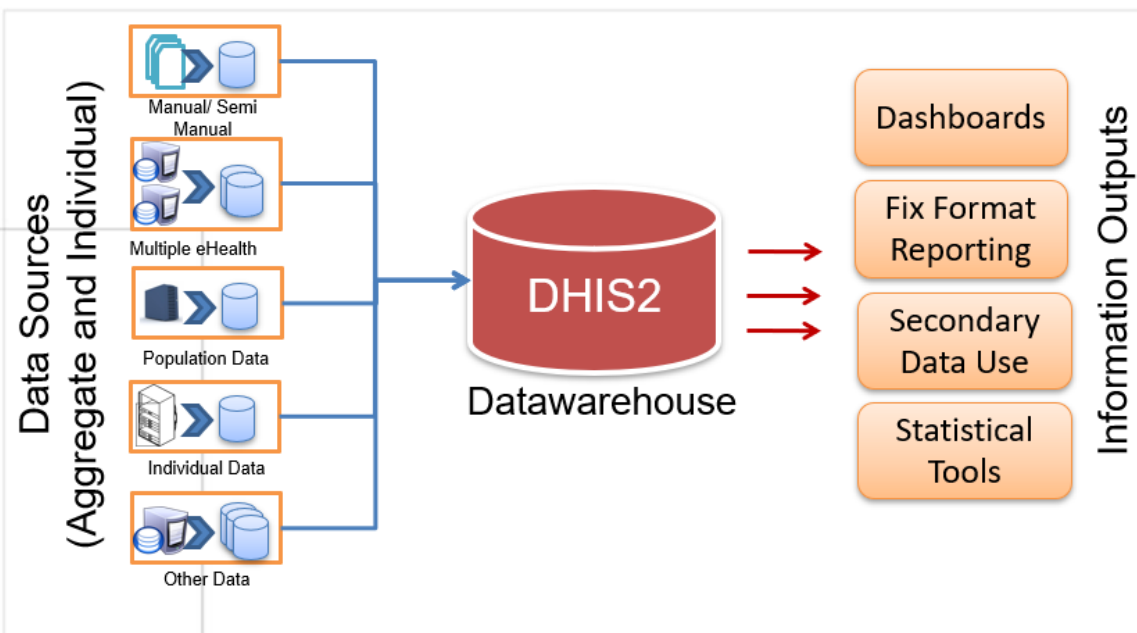 Data Sources
(Aggregate and Individual)
Manual/ Semi
Manual
Multiple eHealth
Population Data
Individual Data
Other Data
DHIS2
Datawarehouse
Dashboards
Fix Format
Reporting
Secondary
Data Use
Statistical
Tools
Information Outputs